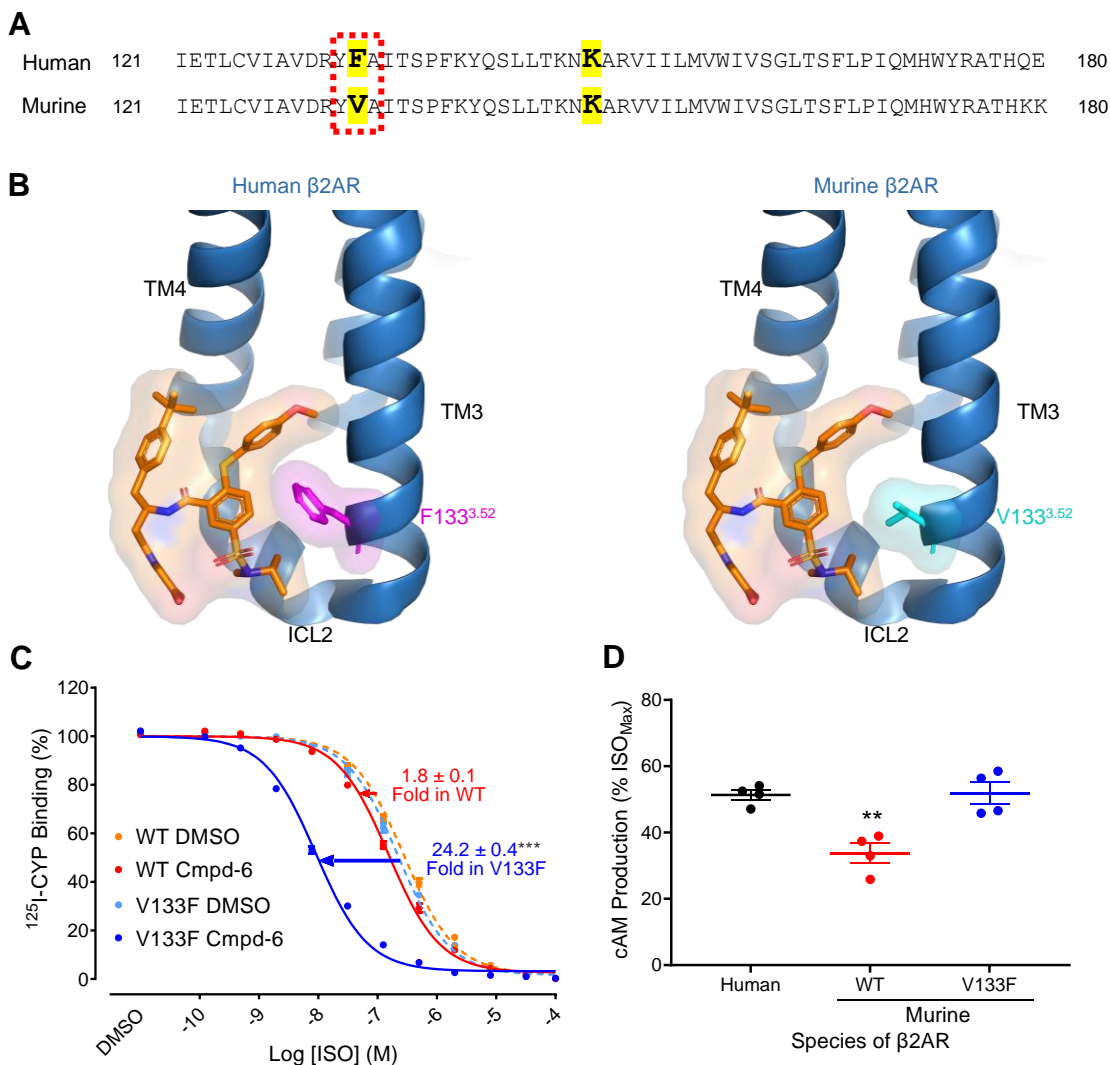 A
Human 121 IETLCVIAVDRYFAITSPFKYQSLLTKNKARVIILMVWIVSGLTSFLPIQMHWYRATHQE 180
Murine 121 IETLCVIAVDRYVAITSPFKYQSLLTKNKARVVILMVWIVSGLTSFLPIQMHWYRATHKK 180
B
Human β2AR
TM4
TM3
F133^3.52
ICL2
Murine β2AR
TM4
TM3
V133^3.52
ICL2
C
125I-CYP Binding (%)
120
100
80
60
40
20
0
1.8 ± 0.1
Fold in WT
24.2 ± 0.4***
Fold in V133F
WT DMSO
WT Cmpd-6
V133F DMSO
V133F Cmpd-6
DMSO -10 -9 -8 -7 -6 -5 -4
Log [ISO] (M)
D
cAM Production (% ISOMax)
80
60
40
20
0
**
Human WT V133F
Murine
Species of β2AR